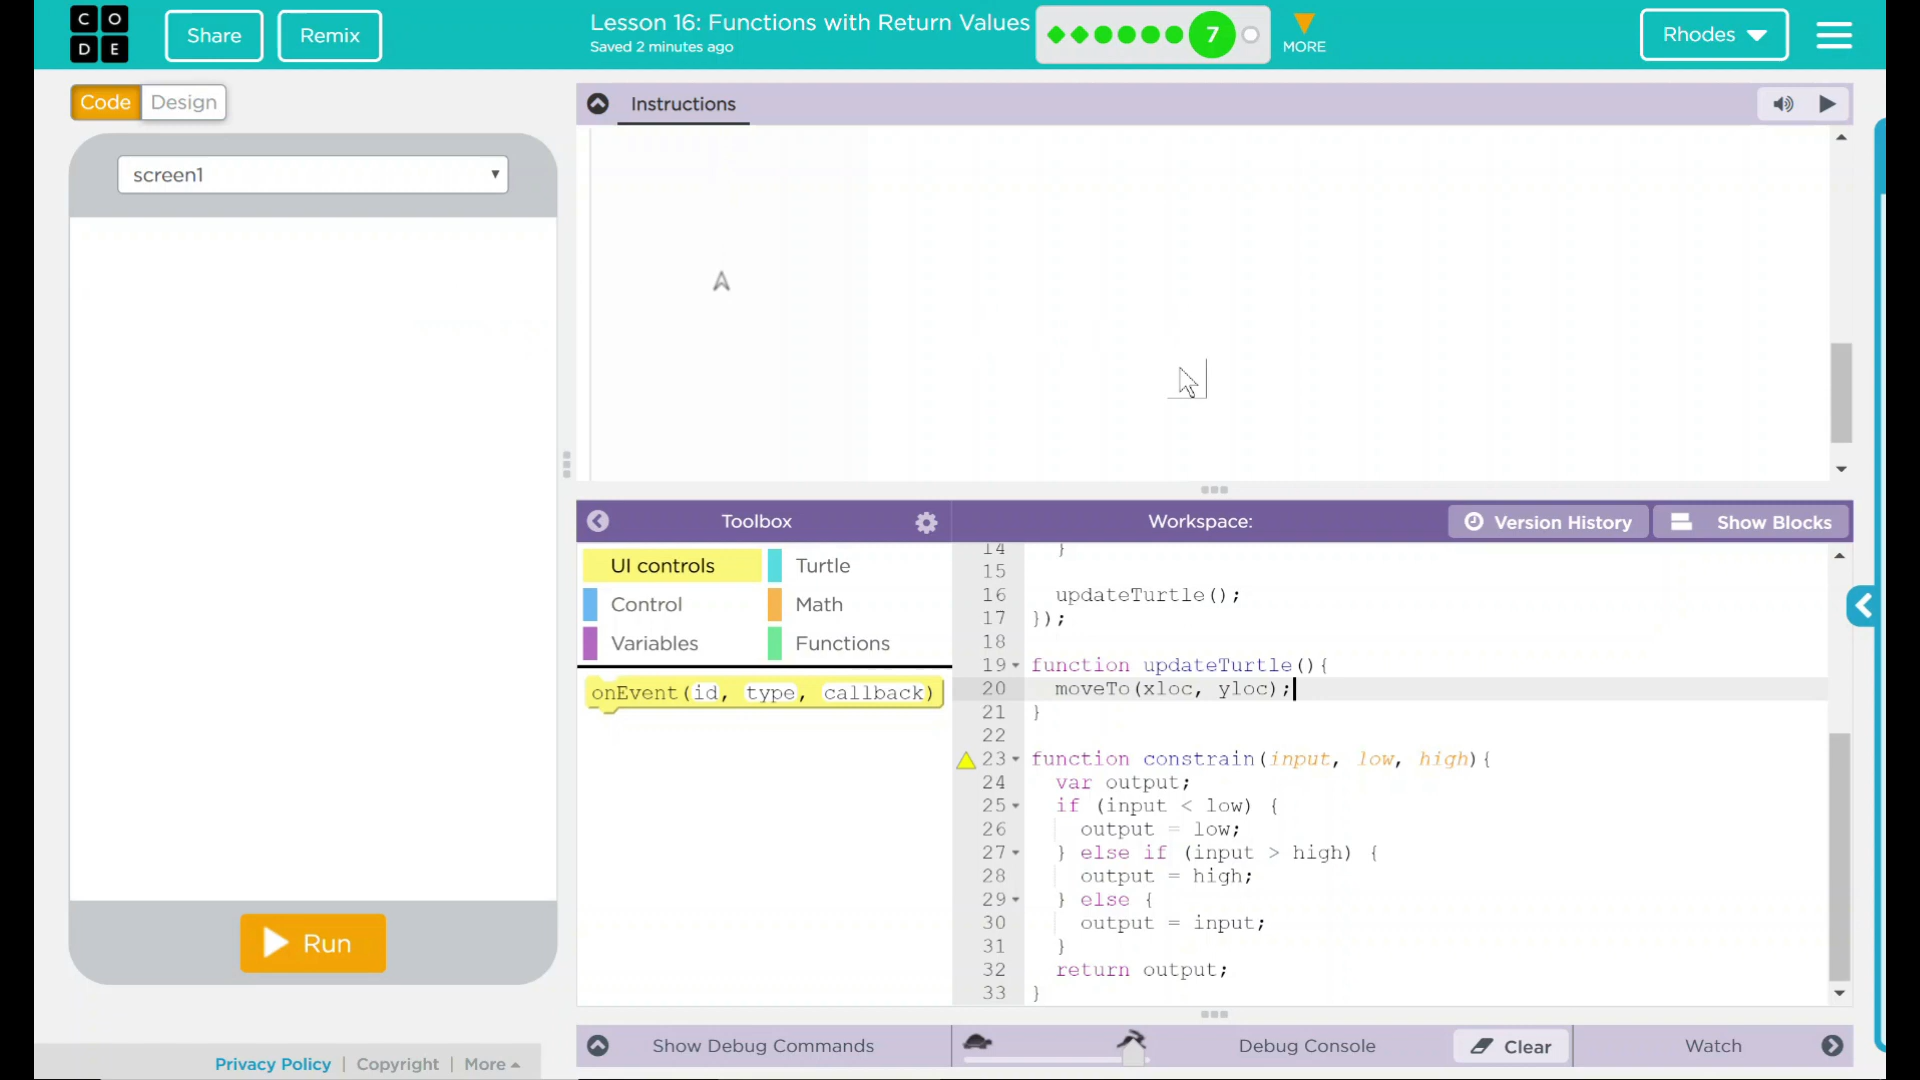 C O
D E
Share
Remix
Lesson 16: Functions with Return Values
Saved 2 minutes ago
7
MORE
Rhodes
Code
Design
Instructions
screen1
Toolbox
Workspace:
Version History
Show Blocks
UI controls
Turtle
Control
Math
Variables
Functions
onEvent(id, type, callback)
14 }
15
16 updateTurtle();
17 });
18
19 function updateTurtle(){
20 moveTo(xloc, yloc);
21 }
22
23 function constrain(input, low, high){
24 var output;
25 if (input < low) {
26 output = low;
27 } else if (input > high) {
28 output = high;
29 } else {
30 output = input;
31 }
32 return output;
33 }
Run
Show Debug Commands
Debug Console
Clear
Watch
Privacy Policy | Copyright | More